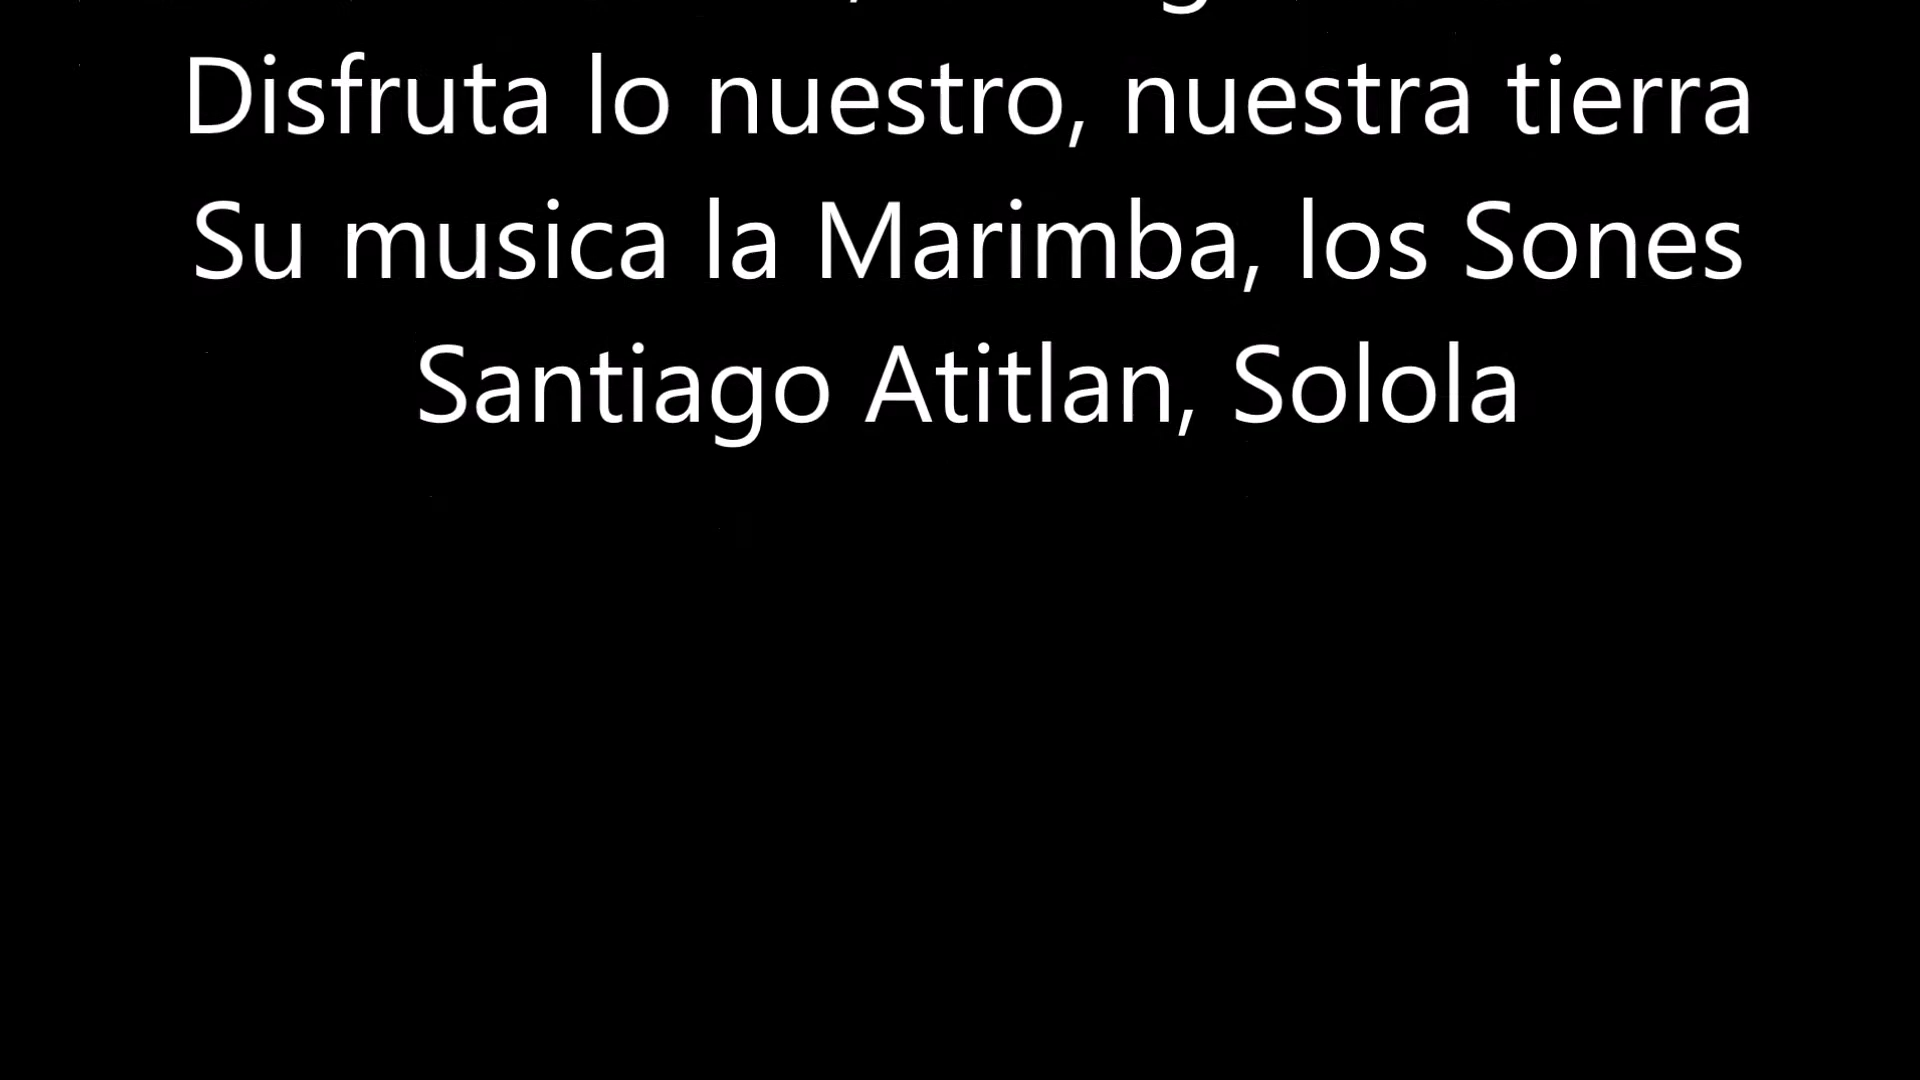 Disfruta lo nuestro, nuestra tierra
Su musica la Marimba, los Sones
Santiago Atitlan, Solola